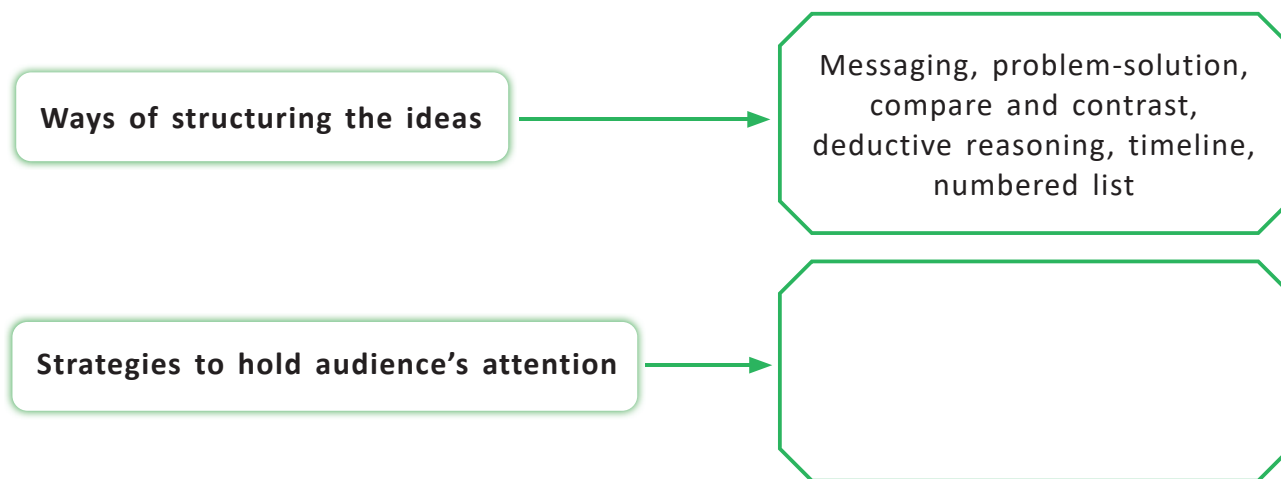 Ways of structuring the ideas
Messaging, problem-solution,
compare and contrast,
deductive reasoning, timeline,
numbered list
Strategies to hold audience’s attention